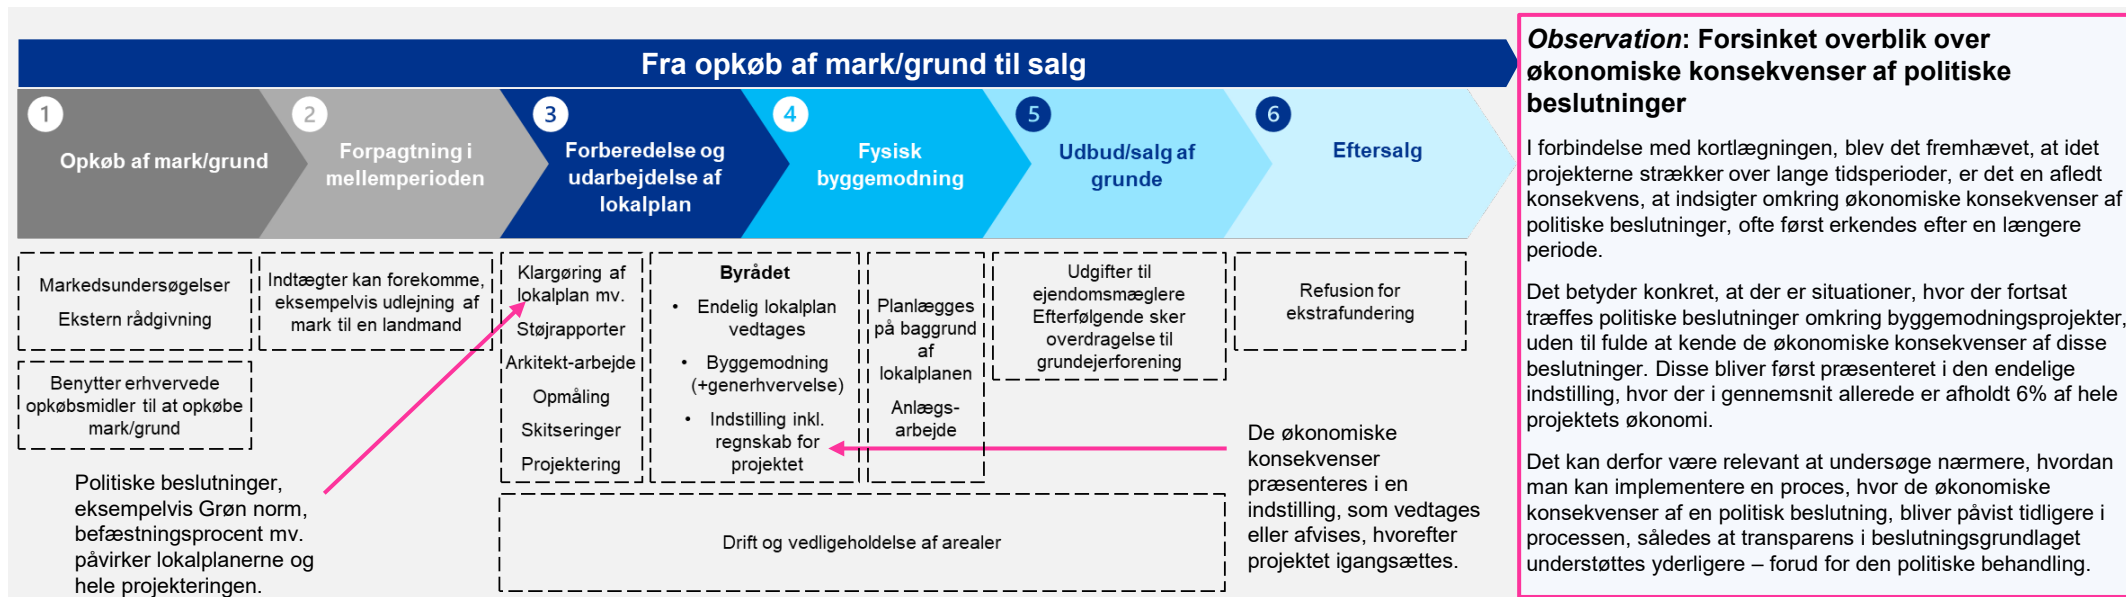 Fra opkøb af mark/grund til salg
1
Opkøb af mark/grund
2
Forpagtning i
mellemperioden
3
Forberedelse og
udarbejdelse af
lokalplan
4
Fysisk
byggemodning
5
Udbud/salg af
grunde
6
Eftersalg
Markedsundersøgelser
Ekstern rådgivning
Benytter erhvervede
opkøbsmidler til at opkøbe
mark/grund
Indtægter kan forekomme,
eksempelvis udlejning af
mark til en landmand
Klargøring af
lokalplan mv.
Støjrapporter
Arkitekt-arbejde
Opmåling
Skitseringer
Projektering
Byrådet
• Endelig lokalplan
vedtages
• Byggemodning
(+generhvervelse)
• Indstilling inkl.
regnskab for
projektet
Planlægges
på baggrund
af
lokalplanen
Anlægs-
arbejde
Udgifter til
ejendomsmæglere
Efterfølgende sker
overdragelse til
grundejerforening
Refusion for
ekstrafundering
Drift og vedligeholdelse af arealer
Politiske beslutninger,
eksempelvis Grøn norm,
befæstningsprocent mv.
påvirker lokalplanerne og
hele projekteringen.
De økonomiske
konsekvenser
præsenteres i en
indstilling, som vedtages
eller afvises, hvorefter
projektet igangsættes.
Observation: Forsinket overblik over
økonomiske konsekvenser af politiske
beslutninger
I forbindelse med kortlægningen, blev det fremhævet, at idet
projekterne strækker over lange tidsperioder, er det en afledt
konsekvens, at indsigter omkring økonomiske konsekvenser af
politiske beslutninger, ofte først erkendes efter en længere
periode.
Det betyder konkret, at der er situationer, hvor der fortsat
træffes politiske beslutninger omkring byggemodningsprojekter,
uden til fulde at kende de økonomiske konsekvenser af disse
beslutninger. Disse bliver først præsenteret i den endelige
indstilling, hvor der i gennemsnit allerede er afholdt 6% af hele
projektets økonomi.
Det kan derfor være relevant at undersøge nærmere, hvordan
man kan implementere en proces, hvor de økonomiske
konsekvenser af en politisk beslutning, bliver påvist tidligere i
processen, således at transparens i beslutningsgrundlaget
understøttes yderligere – forud for den politiske behandling.